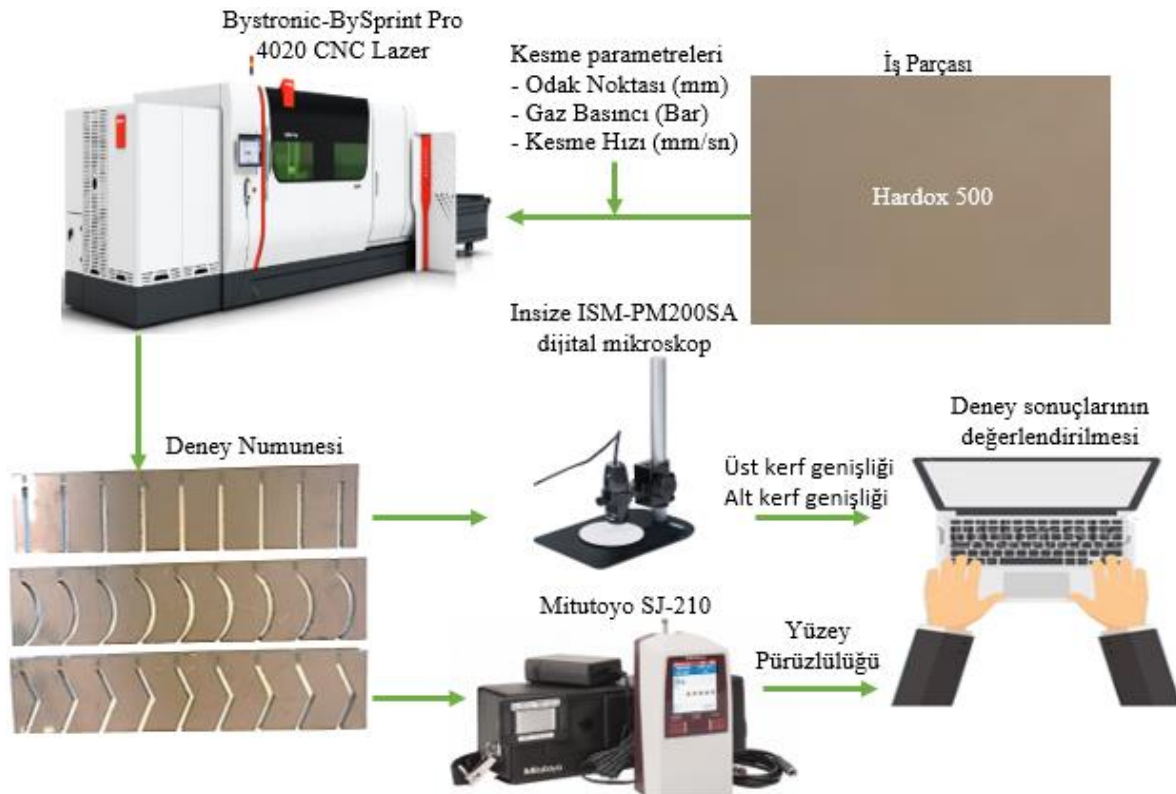 Bystronic-BySprint Pro
4020 CNC Lazer
Kesme parametreleri
- Odak Noktası (mm)
- Gaz Basıncı (Bar)
- Kesme Hızı (mm/sn)
İş Parçası
Hardox 500
Insize ISM-PM200SA
dijital mikroskop
Deney Numunesi
Üst kerf genişliği
Alt kerf genişliği
Deney sonuçlarının
değerlendirilmesi
Mitutoyo SJ-210
Yüzey
Pürüzlülüğü
Mitutoyo